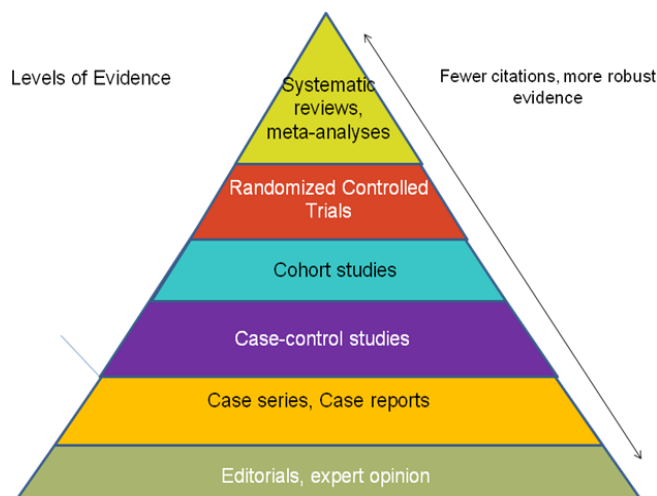 Levels of Evidence
Fewer citations, more robust
evidence
Systematic
reviews,
meta-analyses
Randomized Controlled
Trials
Cohort studies
Case-control studies
Case series, Case reports
Editorials, expert opinion